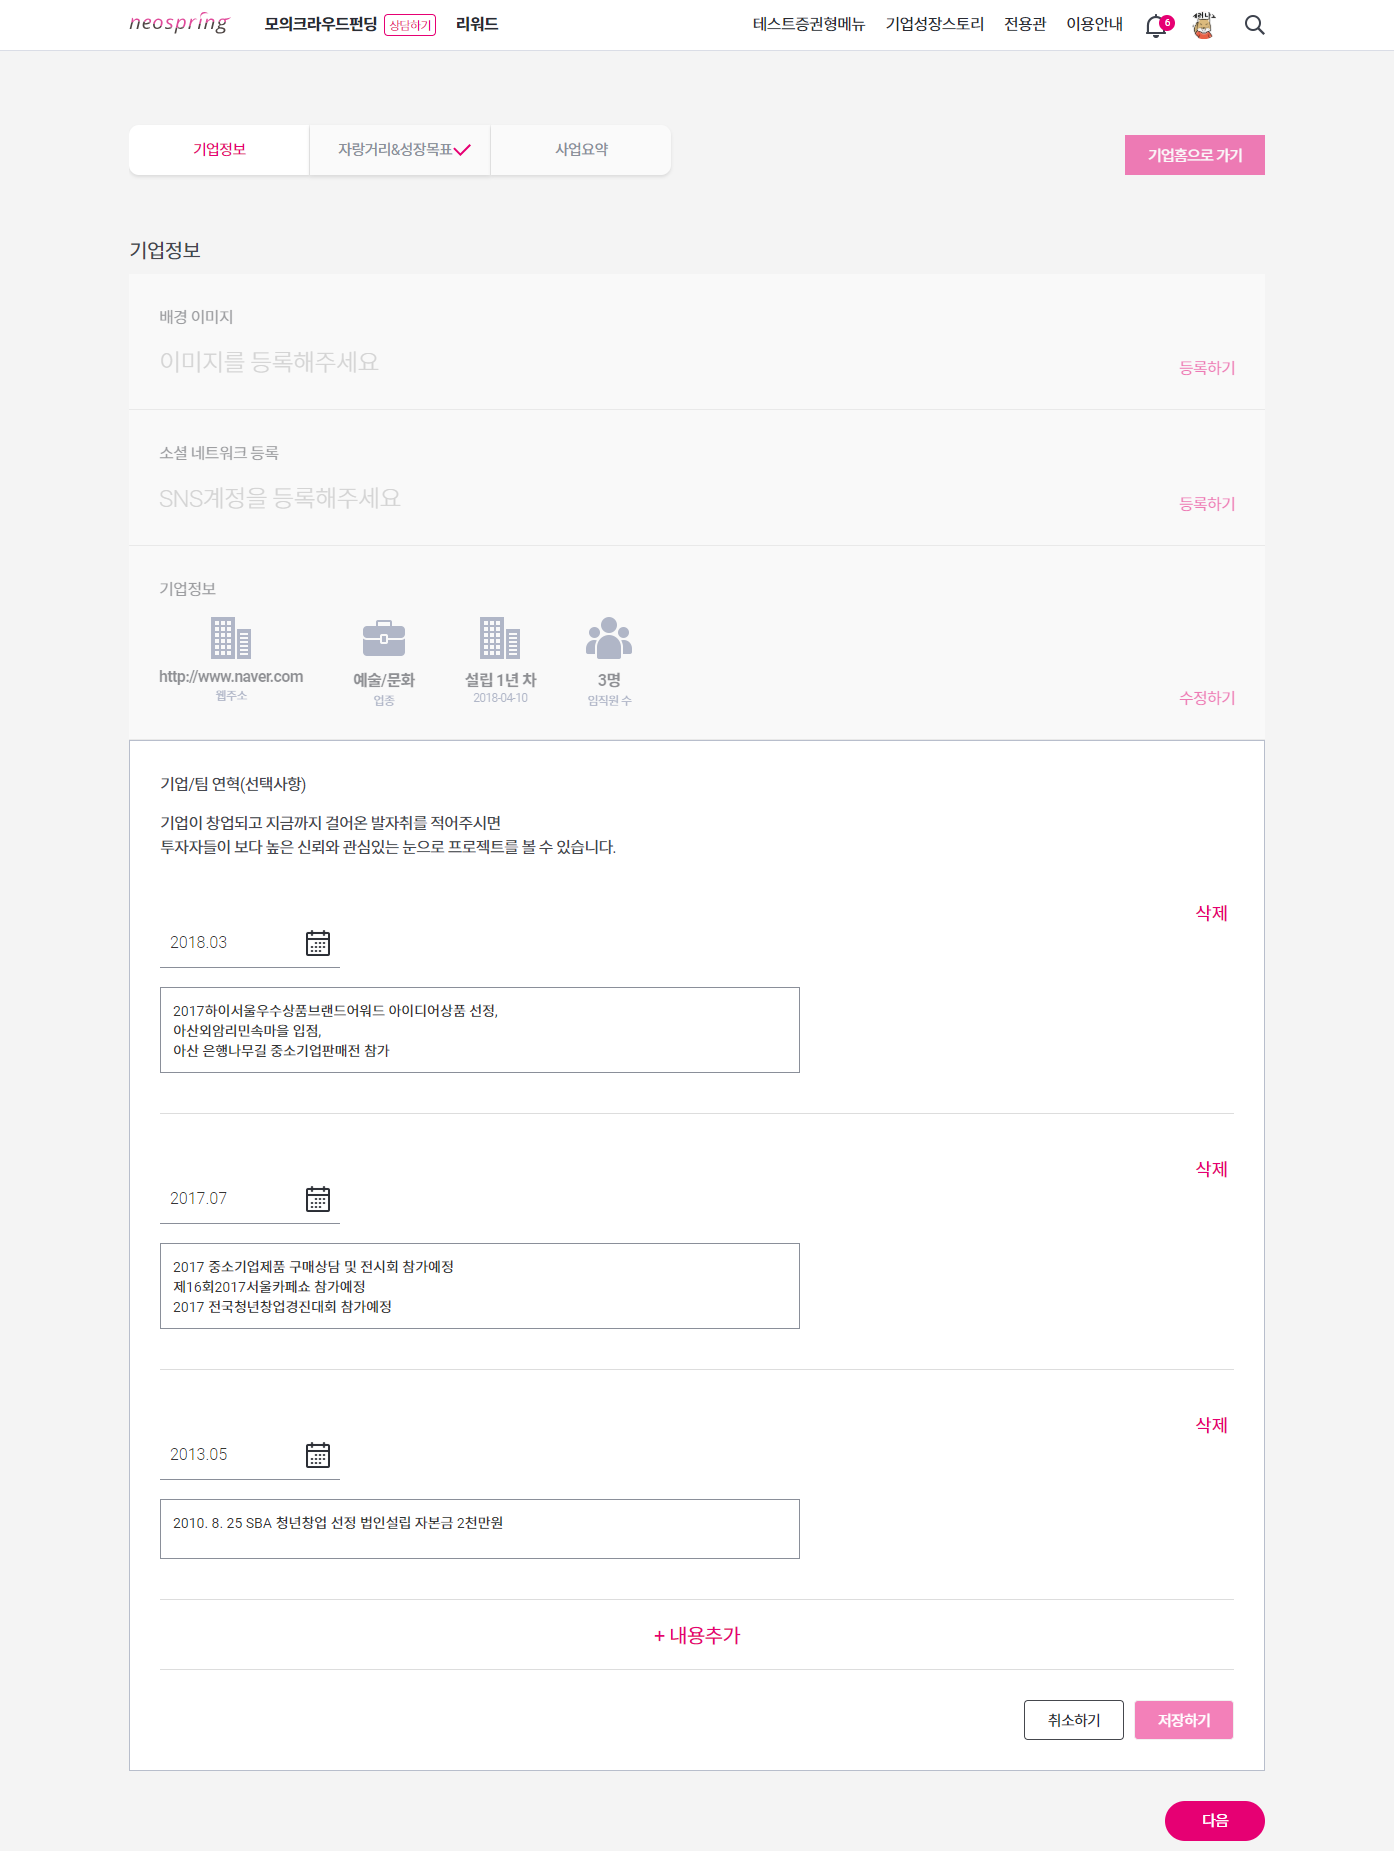 neospring
모의크라우드펀딩 상담하기 리워드
테스트증권형메뉴 기업성장스토리 전용관 이용안내 6
기업정보
자랑거리&성장목표
사업요약
기업홈으로 가기
기업정보
배경 이미지
이미지를 등록해주세요
등록하기
소셜 네트워크 등록
SNS계정을 등록해주세요
등록하기
기업정보
http://www.naver.com
웹주소
예술/문화
업종
설립 1년 차
2018-04-10
3명
임직원 수
수정하기
기업/팀 연혁(선택사항)
기업이 창업되고 지금까지 걸어온 발자취를 적어주시면
투자자들이 보다 높은 신뢰와 관심있는 눈으로 프로젝트를 볼 수 있습니다.
삭제
2018.03
2017하이서울우수상품브랜드어워드 아이디어상품 선정,
아산외암리민속마을 입점,
아산 은행나무길 중소기업판매전 참가
삭제
2017.07
2017 중소기업제품 구매상담 및 전시회 참가예정
제16회2017서울카페쇼 참가예정
2017 전국청년창업경진대회 참가예정
삭제
2013.05
2010. 8. 25 SBA 청년창업 선정 법인설립 자본금 2천만원
+ 내용추가
취소하기
저장하기
다음